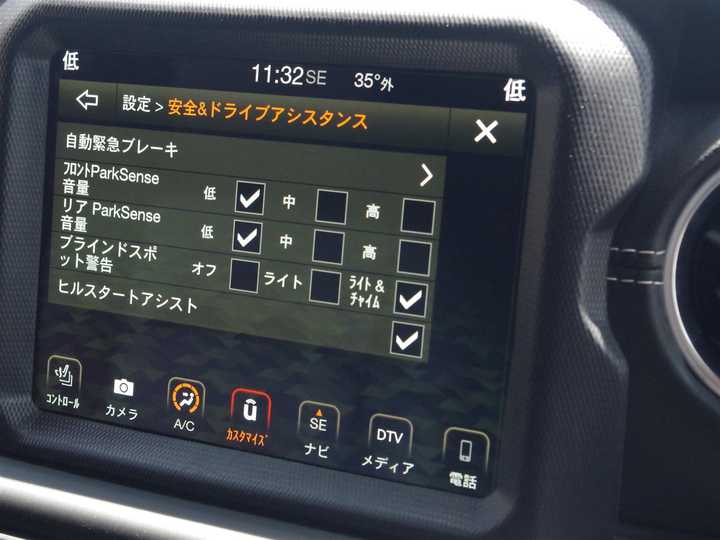 低 11:32 SE 35°外 低
設定 > 安全&ドライブアシスタンス
自動緊急ブレーキ
フロントParkSense
音量 低 中 高
リア ParkSense
音量 低 中 高
ブラインドスポ
ット警告 オフ ライト ライト &
チャイム
ヒルスタートアシスト
コントロール カメラ A/C カスタマイズ SE ナビ DTV メディア 電話